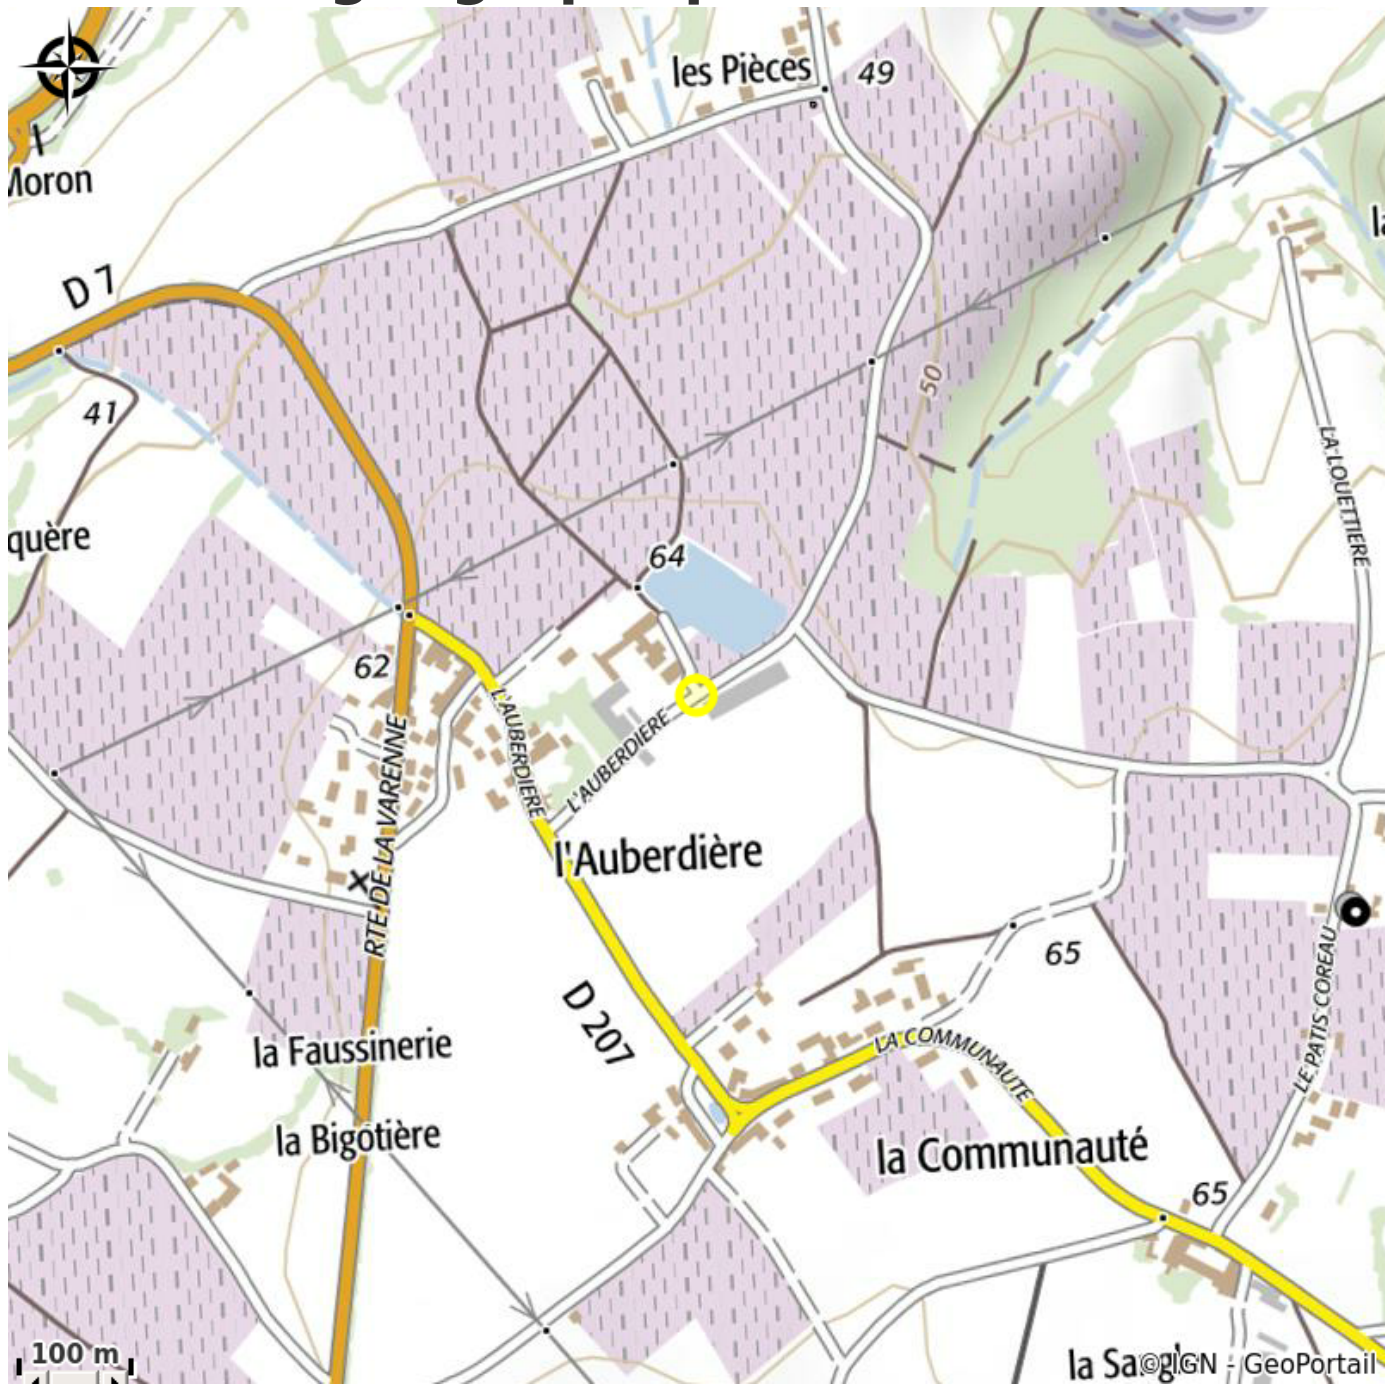 les Pièces
49
Moron
D 7
50
41
LA LOUETTIERE
quère
64
62
L'AUBERDIERE
L'AUBERDIERE
RTE DE LA VARENNE
l'Auberdière
65
D 207
la Faussinerie
LA COMMUNAUTE
LE PATIS COREAU
la Bigotière
la Communauté
65
100 m
©IGN - GeoPortail